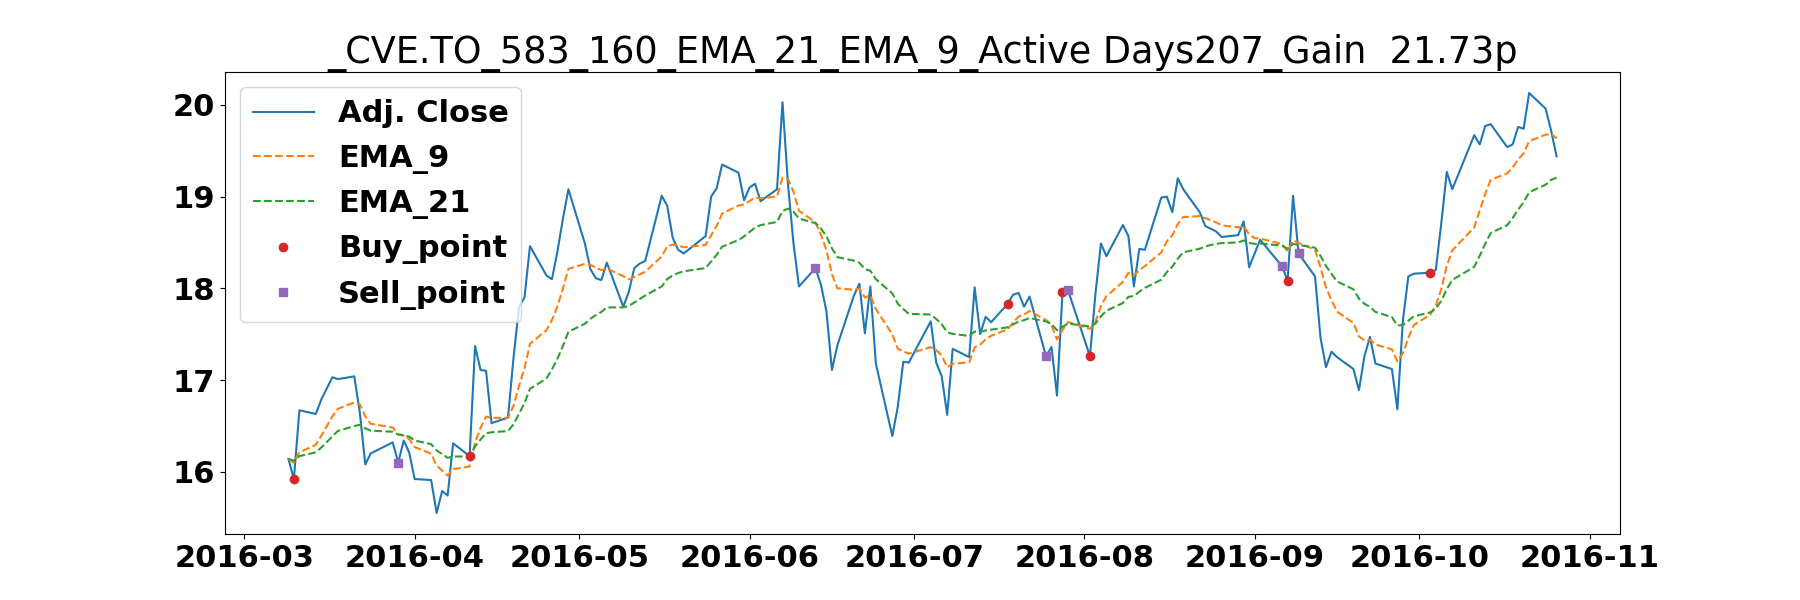 _CVE.TO_583_160_EMA_21_EMA_9_Active Days207_Gain  21.73p
Adj. Close
EMA_9
EMA_21
Buy_point
Sell_point
20
19
18
17
16
2016-03 2016-04 2016-05 2016-06 2016-07 2016-08 2016-09 2016-10 2016-11